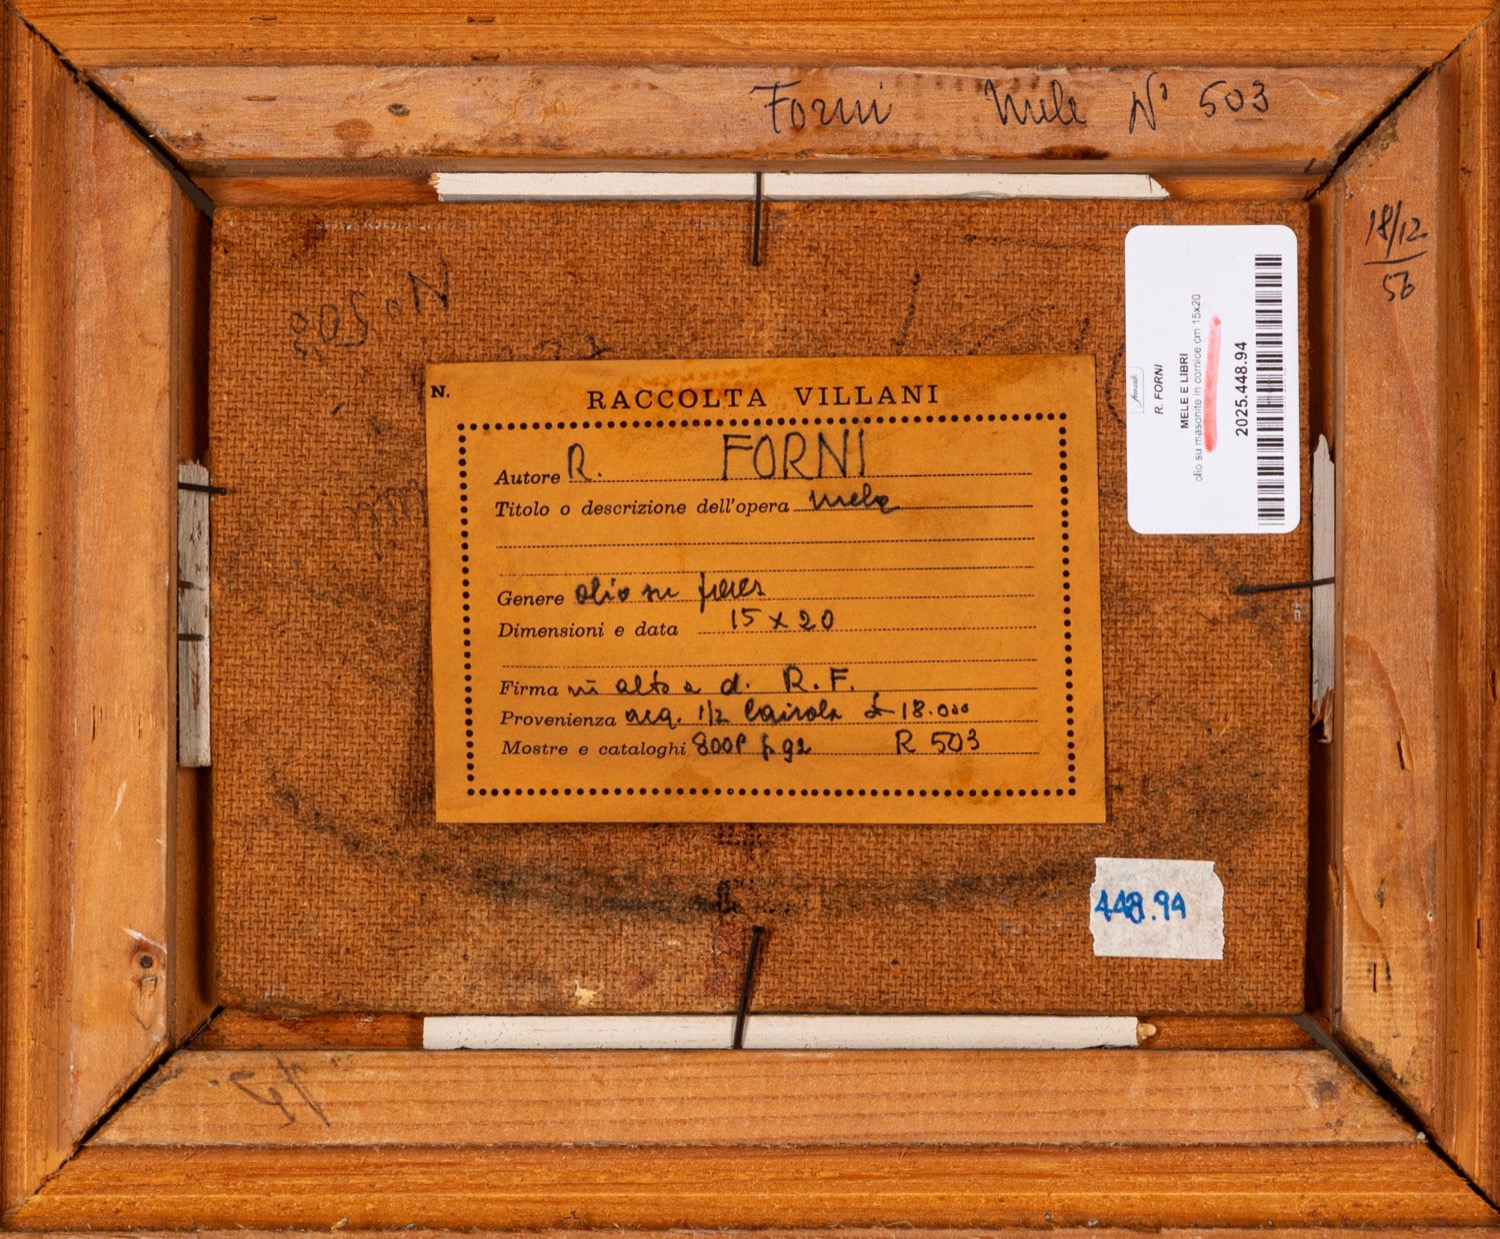 Forni Mele N° 503
18/12
56
N° 503
R. FORNI
MELE E LIBRI
olio su masonite in cornice cm 15x20
2025.448.94
N.
RACCOLTA VILLANI
Autore R. FORNI
Titolo o descrizione dell'opera Mele
Genere olio su faes
Dimensioni e data 15 x 20
Firma in alto a d. R.F.
Provenienza acq. 1/2 Cairola £ 18.000
Mostre e cataloghi R 503
448.94